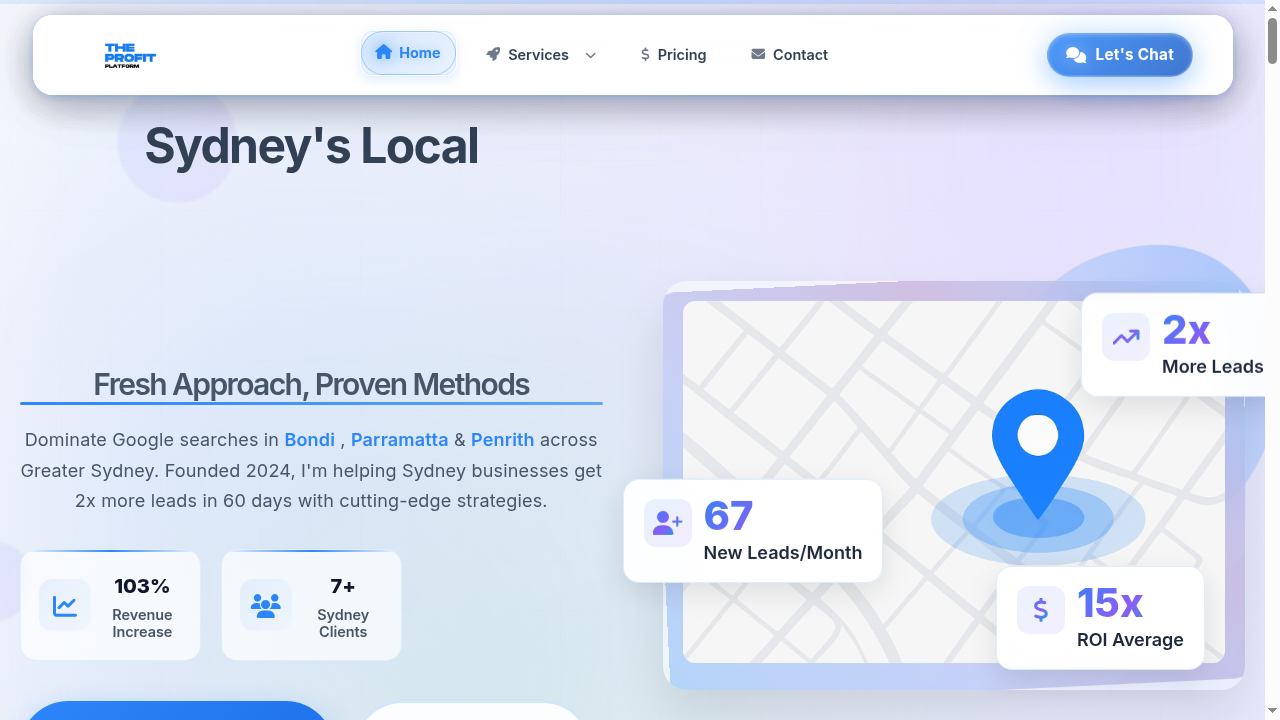 THE
PROFIT
PLATFORM
Home
Services
Pricing
Contact
Let's Chat
Sydney's Local
Fresh Approach, Proven Methods
Dominate Google searches in Bondi , Parramatta & Penrith across
Greater Sydney. Founded 2024, I'm helping Sydney businesses get
2x more leads in 60 days with cutting-edge strategies.
103%
Revenue
Increase
7+
Sydney
Clients
2x
More Leads
67
New Leads/Month
15x
ROI Average